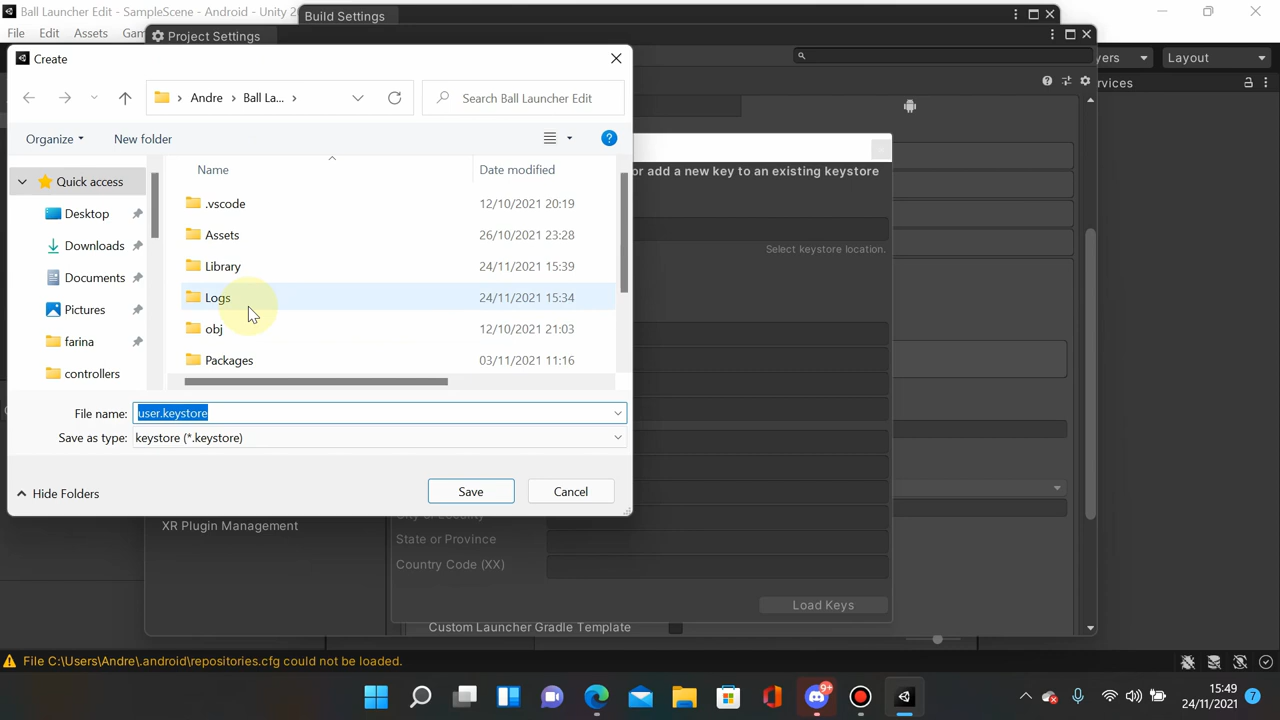 Ball Launcher Edit - SampleScene - Android - Unity 2
Build Settings
File Edit Assets Gam
Project Settings
Create
yers
Layout
Andre > Ball La... >
Search Ball Launcher Edit
rvices
Organize
New folder
or add a new key to an existing keystore
Quick access
Name
Date modified
Desktop
.vscode
12/10/2021 20:19
Downloads
Assets
26/10/2021 23:28
Select keystore location.
Documents
Library
24/11/2021 15:39
Pictures
Logs
24/11/2021 15:34
farina
obj
12/10/2021 21:03
controllers
Packages
03/11/2021 11:16
File name: user.keystore
Save as type: keystore (*.keystore)
Hide Folders
Save
Cancel
XR Plugin Management
State or Province
Country Code (XX)
Load Keys
Custom Launcher Gradle Template
File C:\Users\Andre\.android\repositories.cfg could not be loaded.
9+
15:49
24/11/2021
7